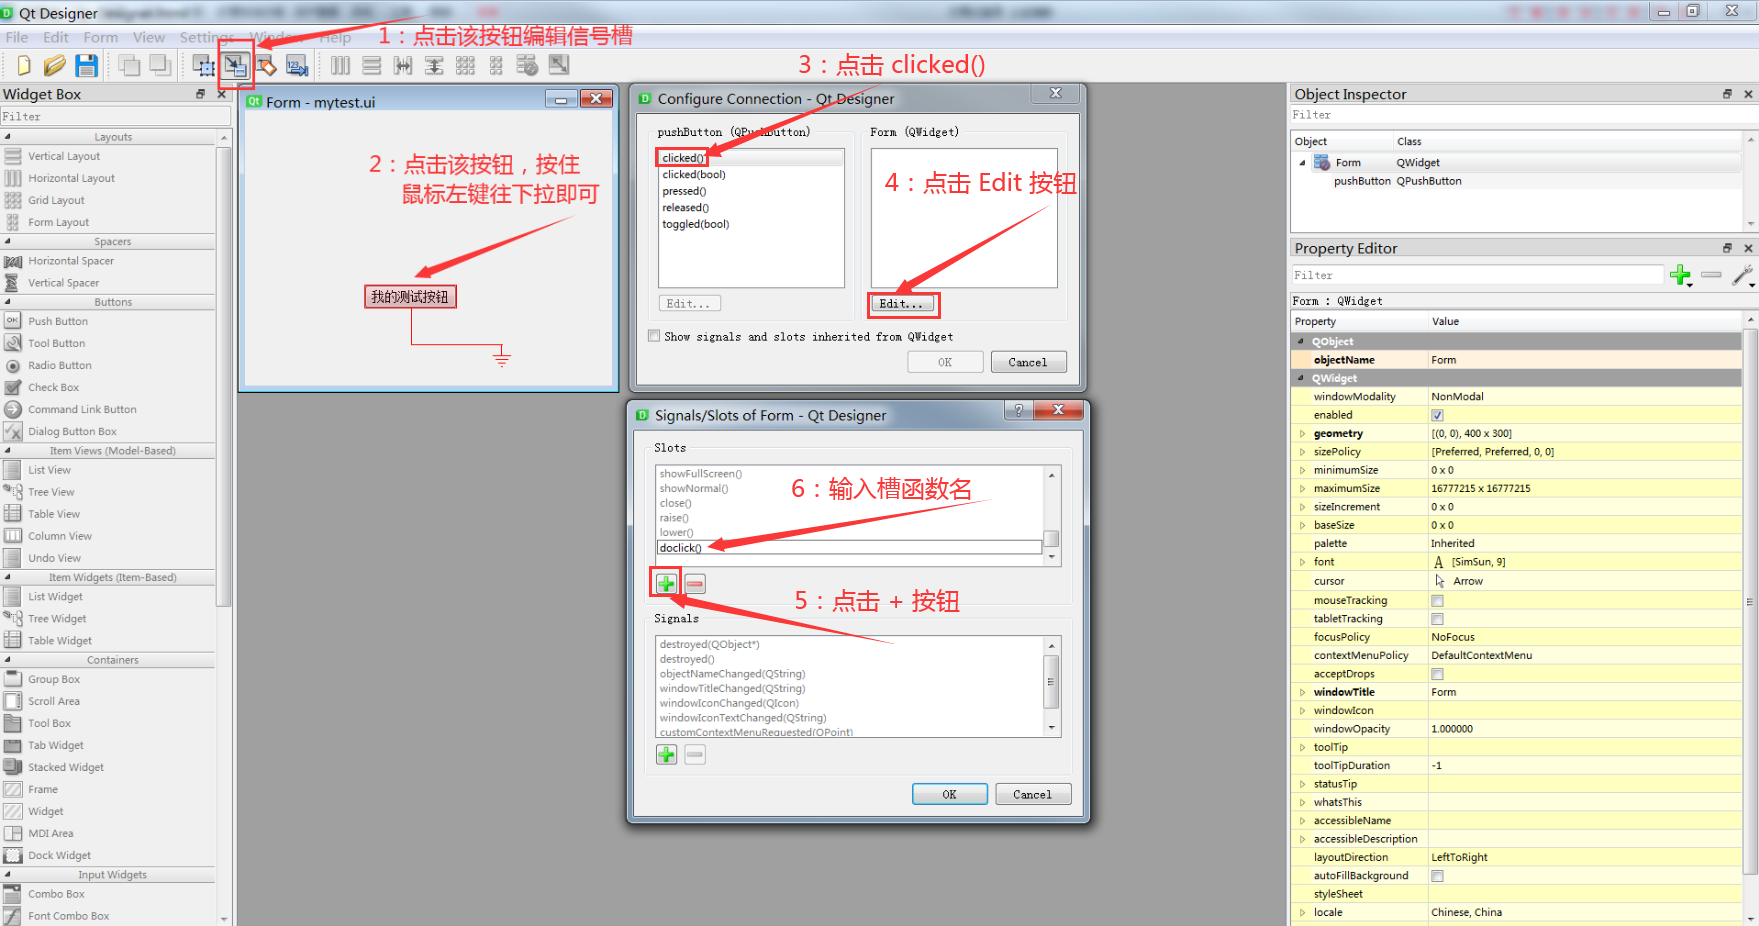 Qt Designer
File Edit Form View Settings Window Help
1：点击该按钮编辑信号槽
3：点击 clicked()
Widget Box
Filter
Layouts
Vertical Layout
Horizontal Layout
Grid Layout
Form Layout
Spacers
Horizontal Spacer
Vertical Spacer
Buttons
Push Button
Tool Button
Radio Button
Check Box
Command Link Button
Dialog Button Box
Item Views (Model-Based)
List View
Tree View
Table View
Column View
Undo View
Item Widgets (Item-Based)
List Widget
Tree Widget
Table Widget
Containers
Group Box
Scroll Area
Tool Box
Tab Widget
Stacked Widget
Frame
Widget
MDI Area
Dock Widget
Input Widgets
Combo Box
Font Combo Box
Form - mytest.ui
2：点击该按钮，按住
鼠标左键往下拉即可
我的测试按钮
Configure Connection - Qt Designer
pushButton (QPushButton)
clicked()
clicked(bool)
pressed()
released()
toggled(bool)
Edit...
Form (QWidget)
4：点击 Edit 按钮
Edit...
Show signals and slots inherited from QWidget
OK Cancel
Signals/Slots of Form - Qt Designer
Slots
showFullScreen()
showNormal()
close()
raise()
lower()
doclick()
6：输入槽函数名
5：点击 + 按钮
Signals
destroyed(QObject*)
destroyed()
objectNameChanged(QString)
windowTitleChanged(QString)
windowIconChanged(QIcon)
windowIconTextChanged(QString)
customContextMenuRequested(QPoint)
OK Cancel
Object Inspector
Filter
Object Class
Form QWidget
pushButton QPushButton
Property Editor
Filter
Form : QWidget
Property Value
QObject
objectName Form
QWidget
windowModality NonModal
enabled
geometry [(0, 0), 400 x 300]
sizePolicy [Preferred, Preferred, 0, 0]
minimumSize 0 x 0
maximumSize 16777215 x 16777215
sizeIncrement 0 x 0
baseSize 0 x 0
palette Inherited
font A [SimSun, 9]
cursor Arrow
mouseTracking
tabletTracking
focusPolicy NoFocus
contextMenuPolicy DefaultContextMenu
acceptDrops
windowTitle Form
windowIcon
windowOpacity 1.000000
toolTip
toolTipDuration -1
statusTip
whatsThis
accessibleName
accessibleDescription
layoutDirection LeftToRight
autoFillBackground
styleSheet
locale Chinese, China